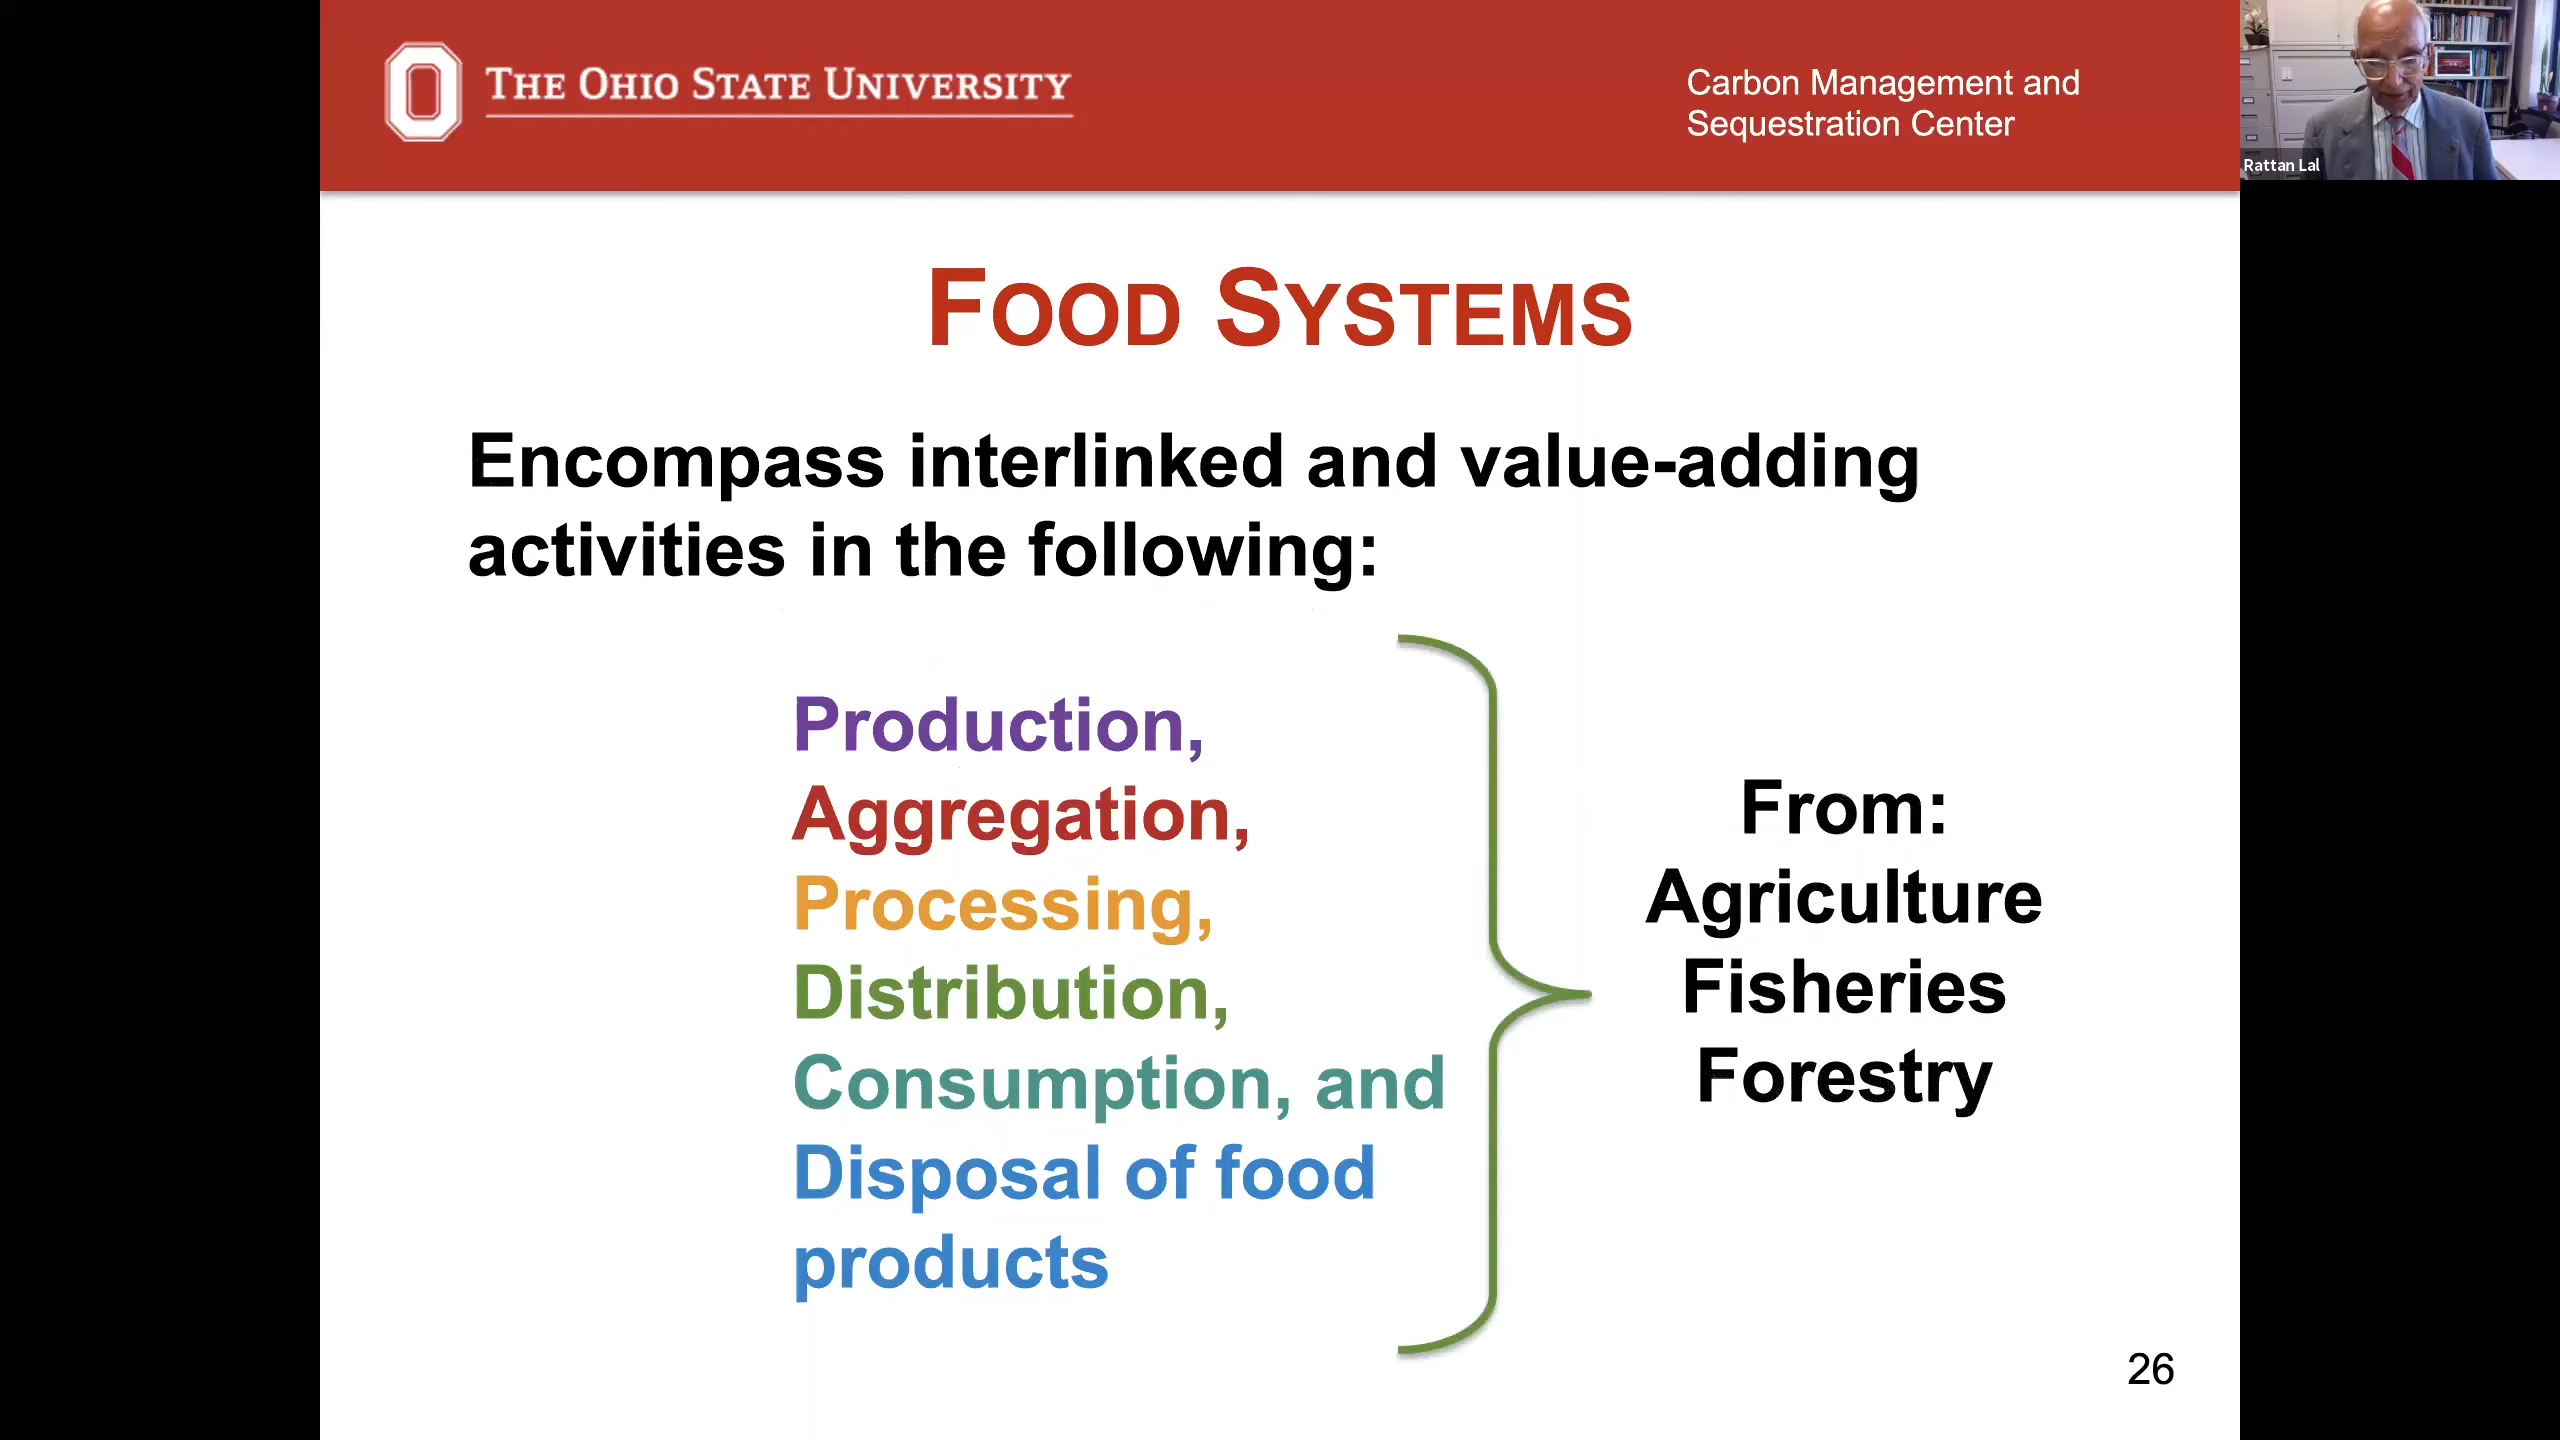 THE OHIO STATE UNIVERSITY
Carbon Management and
Sequestration Center
Rattan Lal
FOOD SYSTEMS
Encompass interlinked and value-adding
activities in the following:
Production,
Aggregation,
Processing,
Distribution,
Consumption, and
Disposal of food
products
From:
Agriculture
Fisheries
Forestry
26